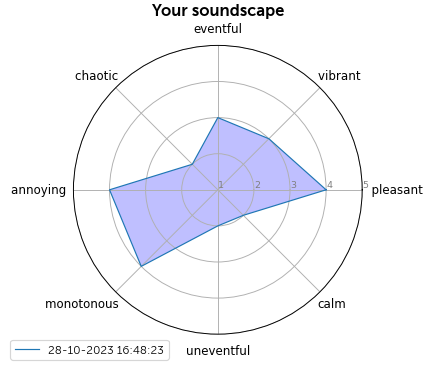 Your soundscape
eventful
chaotic
vibrant
annoying
1
2
3
4
5
pleasant
monotonous
calm
uneventful
28-10-2023 16:48:23